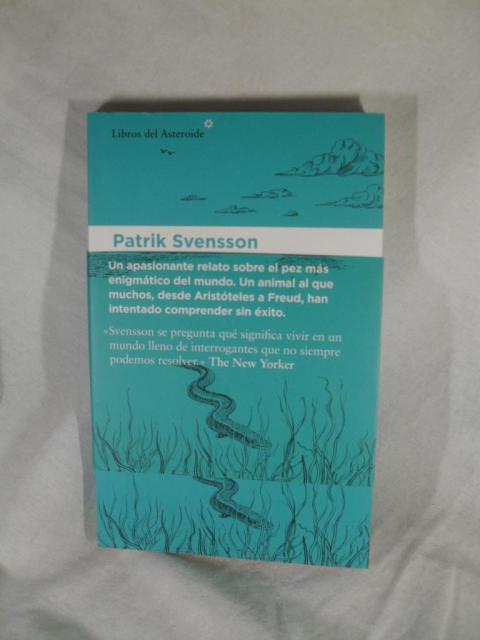 Libros del Asteroide
Patrik Svensson
Un apasionante relato sobre el pez más
enigmático del mundo. Un animal al que
muchos, desde Aristóteles a Freud, han
intentado comprender sin éxito.
«Svensson se pregunta qué significa vivir en un
mundo lleno de interrogantes que no siempre
podemos resolver.» The New Yorker